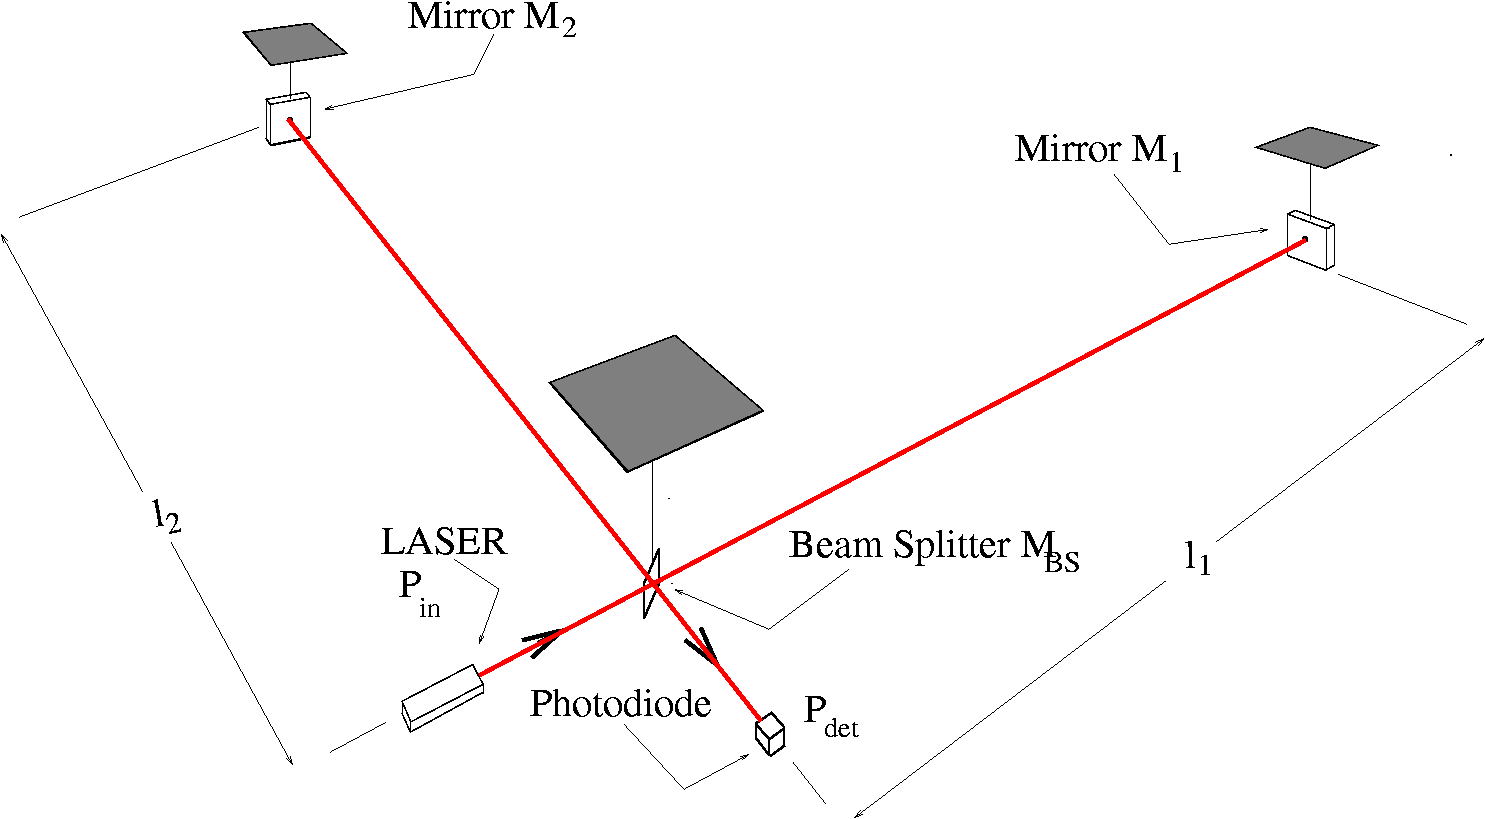 Mirror M2
Mirror M1
l2
LASER
Pin
Beam Splitter MBS
l1
Photodiode
Pdet